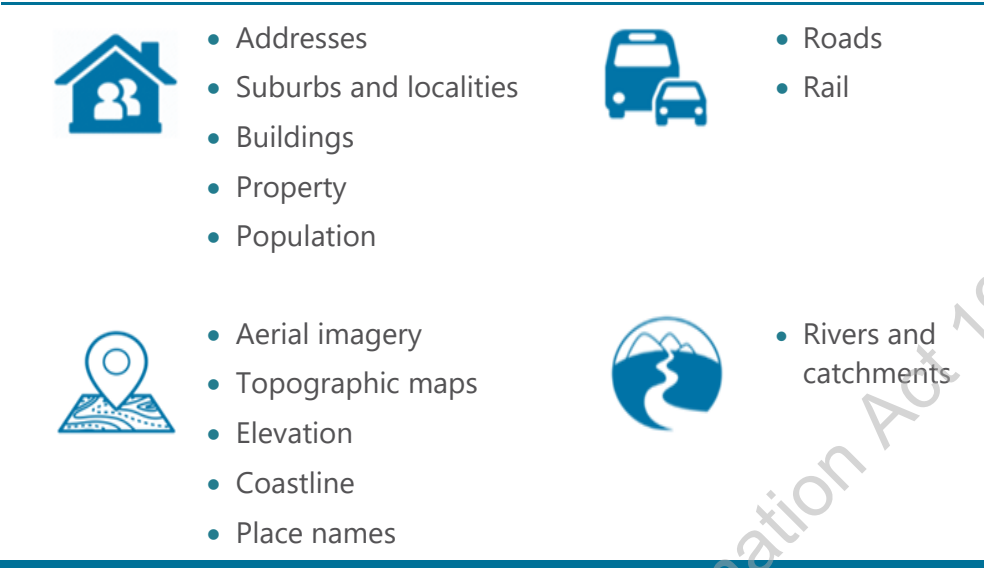 Addresses
Suburbs and localities
Buildings
Property
Population
Roads
Rail
Aerial imagery
Topographic maps
Elevation
Coastline
Place names
Rivers and
catchments
Act